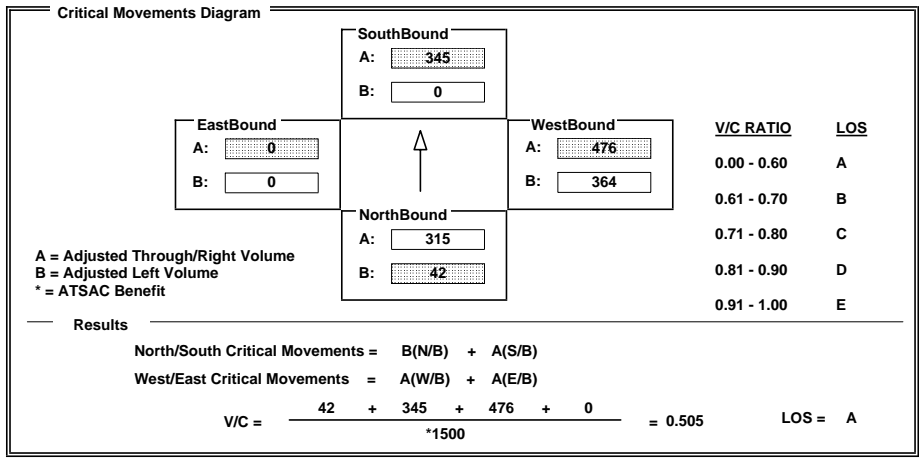 Critical Movements Diagram
SouthBound
A: 345
B: 0
EastBound
A: 0
B: 0
WestBound
A: 476
B: 364
NorthBound
A: 315
B: 42
V/C RATIO LOS
0.00 - 0.60 A
0.61 - 0.70 B
0.71 - 0.80 C
0.81 - 0.90 D
0.91 - 1.00 E
A = Adjusted Through/Right Volume
B = Adjusted Left Volume
* = ATSAC Benefit
Results
North/South Critical Movements = B(N/B) + A(S/B)
West/East Critical Movements = A(W/B) + A(E/B)
V/C = 42 + 345 + 476 + 0 = 0.505 LOS = A
*1500